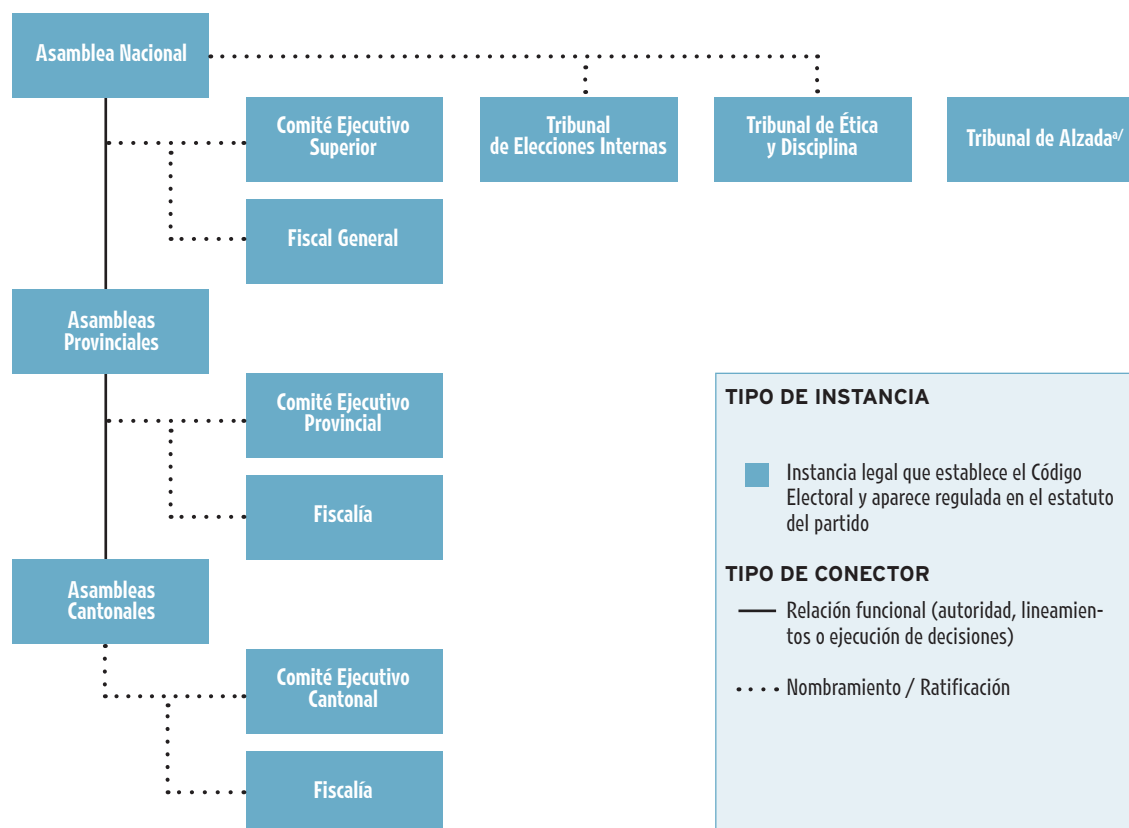 Asamblea Nacional
Comité Ejecutivo
Superior
Tribunal
de Elecciones Internas
Tribunal de Ética
y Disciplina
Tribunal de Alzadaa/
Fiscal General
Asambleas
Provinciales
Comité Ejecutivo
Provincial
Fiscalía
Asambleas
Cantonales
Comité Ejecutivo
Cantonal
Fiscalía
TIPO DE INSTANCIA
Instancia legal que establece el Código
Electoral y aparece regulada en el estatuto
del partido
TIPO DE CONECTOR
Relación funcional (autoridad, lineamien-
tos o ejecución de decisiones)
Nombramiento / Ratificación